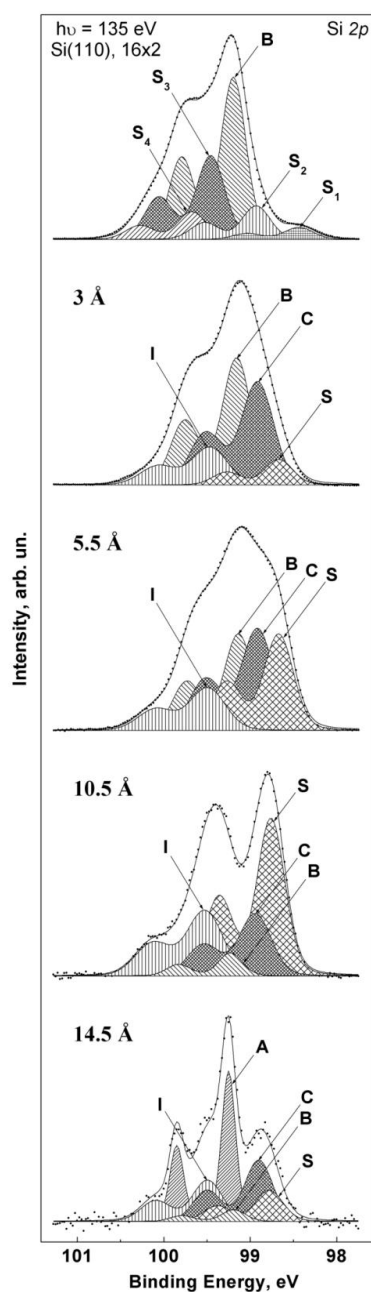 hυ = 135 eV
Si 2p
Si(110), 16x2
B
S₃
S₄
S₂
S₁
3 Å
B
C
I
S
5.5 Å
B
C
S
I
10.5 Å
S
I
C
B
14.5 Å
A
C
I
B
S
Intensity, arb. un.
101 100 99 98
Binding Energy, eV